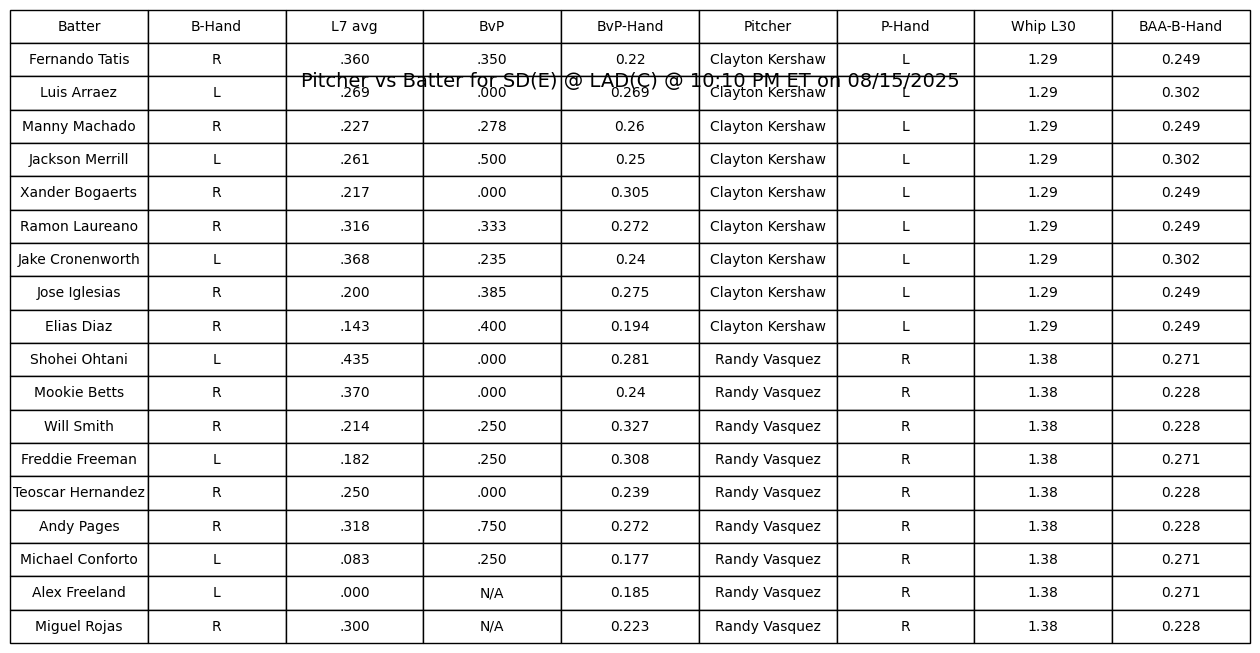 Batter B-Hand L7 avg BvP BvP-Hand Pitcher P-Hand Whip L30 BAA-B-Hand
Fernando Tatis R .360 .350 0.22 Clayton Kershaw L 1.29 0.249
Pitcher vs Batter for SD(E) @ LAD(C) @ 10:10 PM ET on 08/15/2025
Luis Arraez L .269 .000 0.269 Clayton Kershaw L 1.29 0.302
Manny Machado R .227 .278 0.26 Clayton Kershaw L 1.29 0.249
Jackson Merrill L .261 .500 0.25 Clayton Kershaw L 1.29 0.302
Xander Bogaerts R .217 .000 0.305 Clayton Kershaw L 1.29 0.249
Ramon Laureano R .316 .333 0.272 Clayton Kershaw L 1.29 0.249
Jake Cronenworth L .368 .235 0.24 Clayton Kershaw L 1.29 0.302
Jose Iglesias R .200 .385 0.275 Clayton Kershaw L 1.29 0.249
Elias Diaz R .143 .400 0.194 Clayton Kershaw L 1.29 0.249
Shohei Ohtani L .435 .000 0.281 Randy Vasquez R 1.38 0.271
Mookie Betts R .370 .000 0.24 Randy Vasquez R 1.38 0.228
Will Smith R .214 .250 0.327 Randy Vasquez R 1.38 0.228
Freddie Freeman L .182 .250 0.308 Randy Vasquez R 1.38 0.271
Teoscar Hernandez R .250 .000 0.239 Randy Vasquez R 1.38 0.228
Andy Pages R .318 .750 0.272 Randy Vasquez R 1.38 0.228
Michael Conforto L .083 .250 0.177 Randy Vasquez R 1.38 0.271
Alex Freeland L .000 N/A 0.185 Randy Vasquez R 1.38 0.271
Miguel Rojas R .300 N/A 0.223 Randy Vasquez R 1.38 0.228